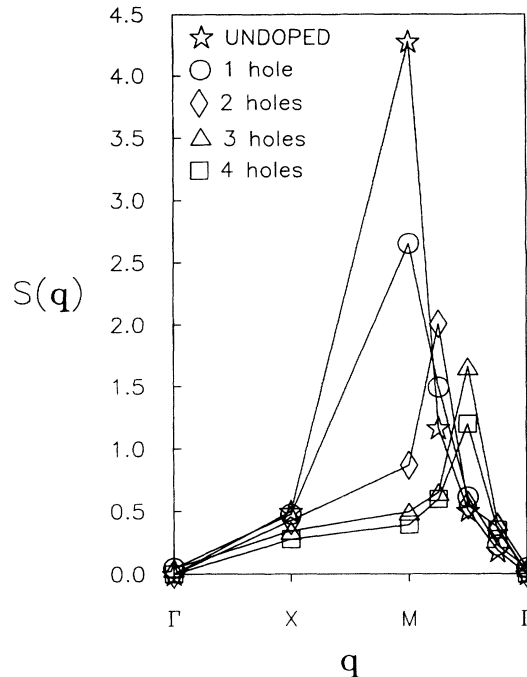 4.5
UNDOPED
4.0
1 hole
2 holes
3.5
3 holes
4 holes
3.0
2.5
S(q)
2.0
1.5
1.0
0.5
0.0
Γ X M Γ
q